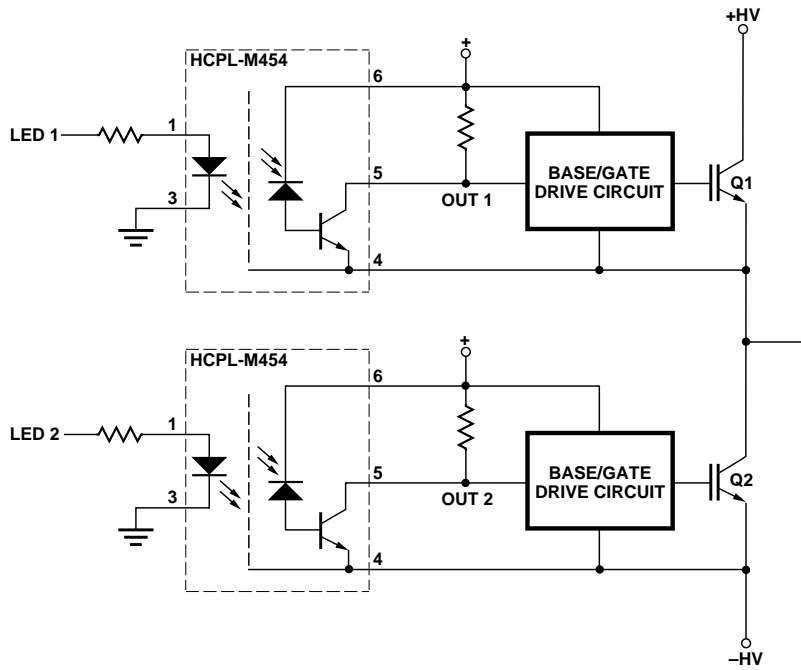 +HV
HCPL-M454
+
6
LED 1
1
BASE/GATE
DRIVE CIRCUIT
Q1
5
3
OUT 1
4
HCPL-M454
+
6
LED 2
1
BASE/GATE
DRIVE CIRCUIT
Q2
5
3
OUT 2
4
–HV